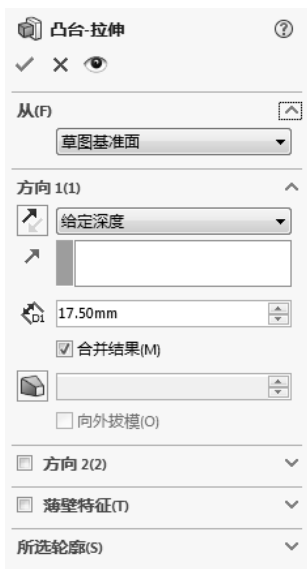 凸台-拉伸
从(F)
草图基准面
方向 1(1)
给定深度
D1
17.50mm
合并结果(M)
向外拔模(O)
方向 2(2)
薄壁特征(T)
所选轮廓(S)